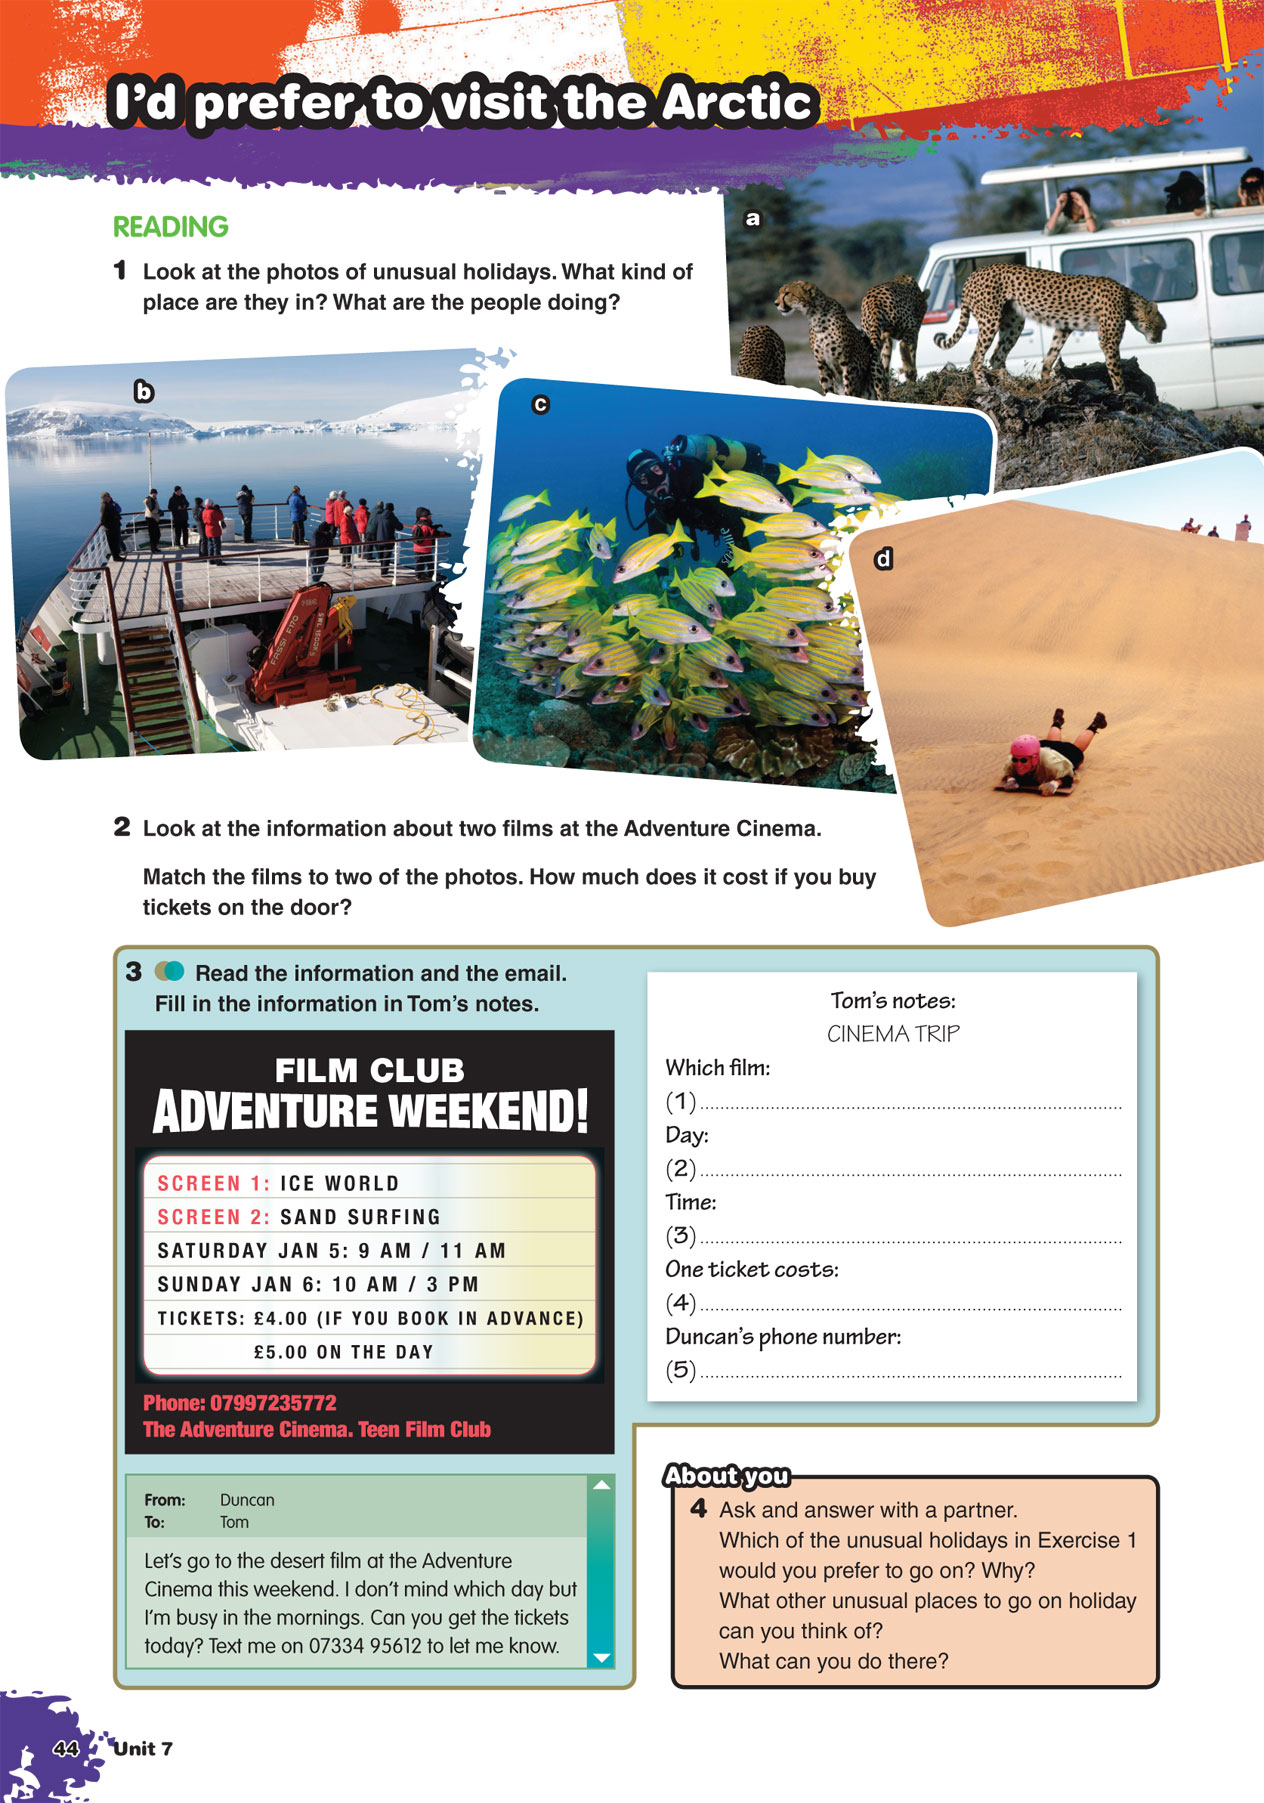 I'd prefer to visit the Arctic
READING
1 Look at the photos of unusual holidays. What kind of
place are they in? What are the people doing?
a
b
c
d
FASSI F170
2 Look at the information about two films at the Adventure Cinema.
Match the films to two of the photos. How much does it cost if you buy
tickets on the door?
3 Read the information and the email.
Fill in the information in Tom's notes.
FILM CLUB
ADVENTURE WEEKEND!
SCREEN 1: ICE WORLD
SCREEN 2: SAND SURFING
SATURDAY JAN 5: 9 AM / 11 AM
SUNDAY JAN 6: 10 AM / 3 PM
TICKETS: £4.00 (IF YOU BOOK IN ADVANCE)
£5.00 ON THE DAY
Phone: 07997235772
The Adventure Cinema. Teen Film Club
From: Duncan
To: Tom
Let's go to the desert film at the Adventure
Cinema this weekend. I don't mind which day but
I'm busy in the mornings. Can you get the tickets
today? Text me on 07334 95612 to let me know.
Tom's notes:
CINEMA TRIP
Which film:
(1)
Day:
(2)
Time:
(3)
One ticket costs:
(4)
Duncan's phone number:
(5)
About you
4 Ask and answer with a partner.
Which of the unusual holidays in Exercise 1
would you prefer to go on? Why?
What other unusual places to go on holiday
can you think of?
What can you do there?
44 Unit 7